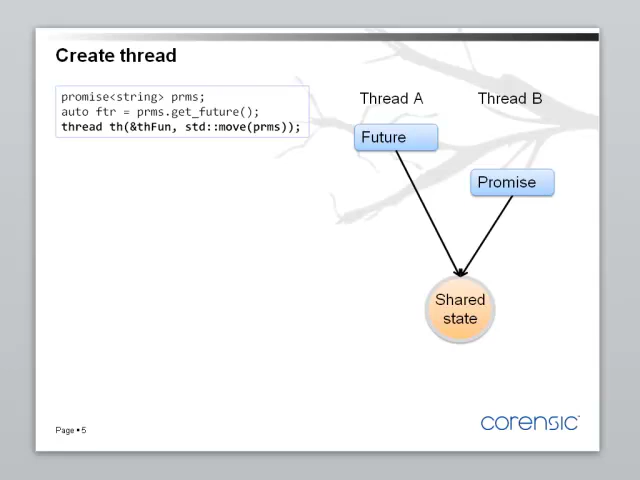 Create thread
promise<string> prms;
auto ftr = prms.get_future();
thread th(&thFun, std::move(prms));
Thread A
Thread B
Future
Promise
Shared
state
Page • 5
corensic